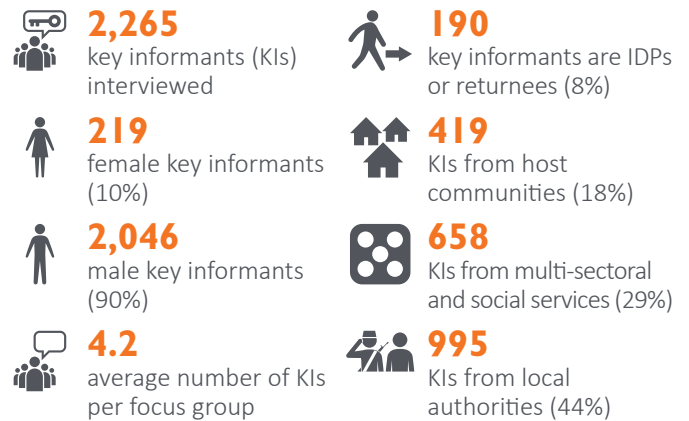 2,265
key informants (KIs)
interviewed
219
female key informants
(10%)
2,046
male key informants
(90%)
4.2
average number of KIs
per focus group
190
key informants are IDPs
or returnees (8%)
419
KIs from host
communities (18%)
658
KIs from multi-sectoral
and social services (29%)
995
KIs from local
authorities (44%)